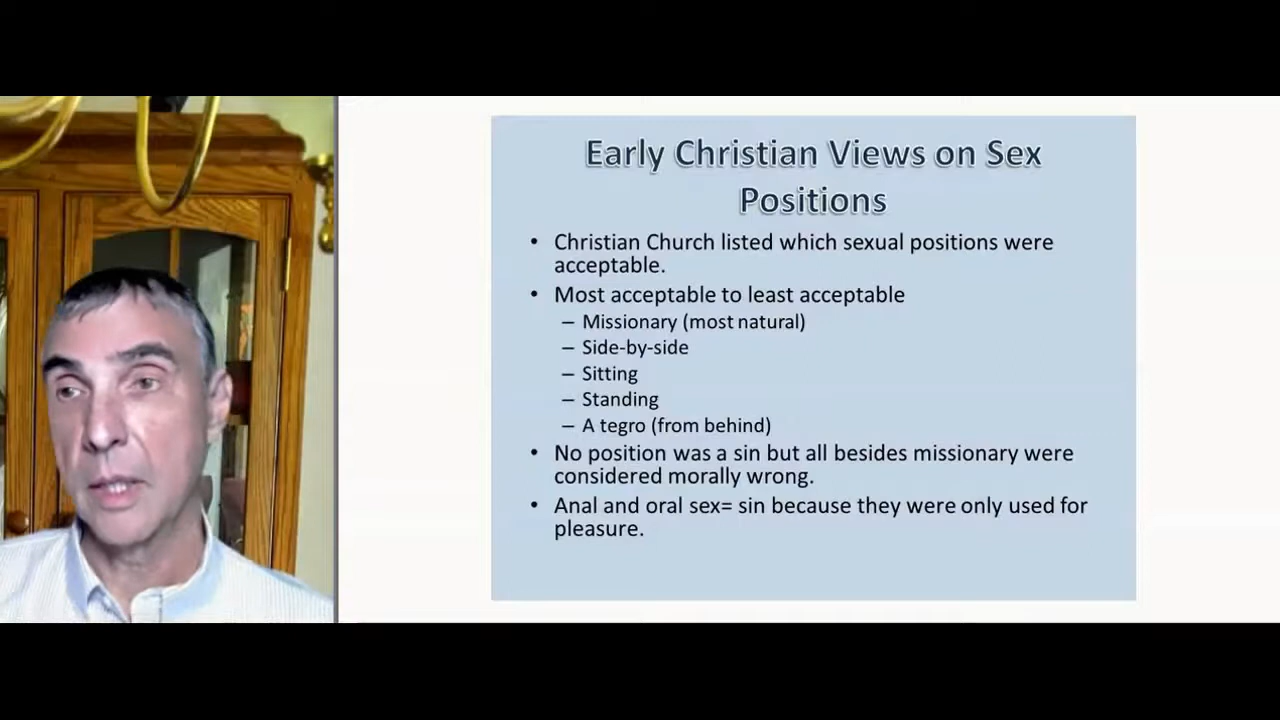 Early Christian Views on Sex
Positions
• Christian Church listed which sexual positions were
acceptable.
• Most acceptable to least acceptable
– Missionary (most natural)
– Side-by-side
– Sitting
– Standing
– A tegro (from behind)
• No position was a sin but all besides missionary were
considered morally wrong.
• Anal and oral sex= sin because they were only used for
pleasure.